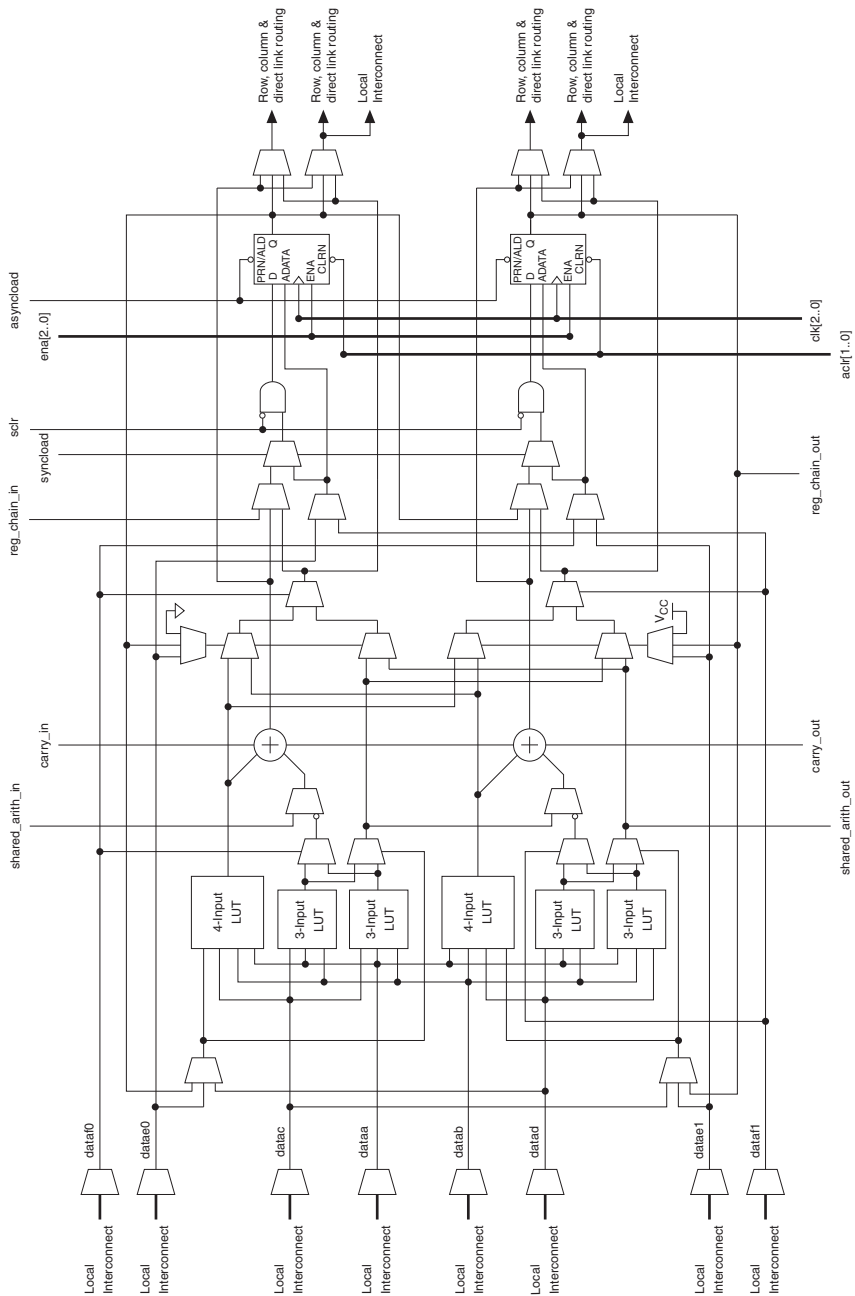 Row, column &
direct link routing
Row, column &
direct link routing
Local
Interconnect
Row, column &
direct link routing
Row, column &
direct link routing
Local
Interconnect
asyncload
ena[2..0]
sclr
syncload
reg_chain_in
carry_in
shared_arith_in
PRN/ALD
D Q
ADATA
ENA
CLRN
PRN/ALD
D Q
ADATA
ENA
CLRN
clk[2..0]
aclr[1..0]
reg_chain_out
VCC
carry_out
shared_arith_out
+
+
4-Input
LUT
3-Input
LUT
3-Input
LUT
4-Input
LUT
3-Input
LUT
3-Input
LUT
dataf0
datae0
datac
dataa
datab
datad
datae1
dataf1
Local
Interconnect
Local
Interconnect
Local
Interconnect
Local
Interconnect
Local
Interconnect
Local
Interconnect
Local
Interconnect
Local
Interconnect